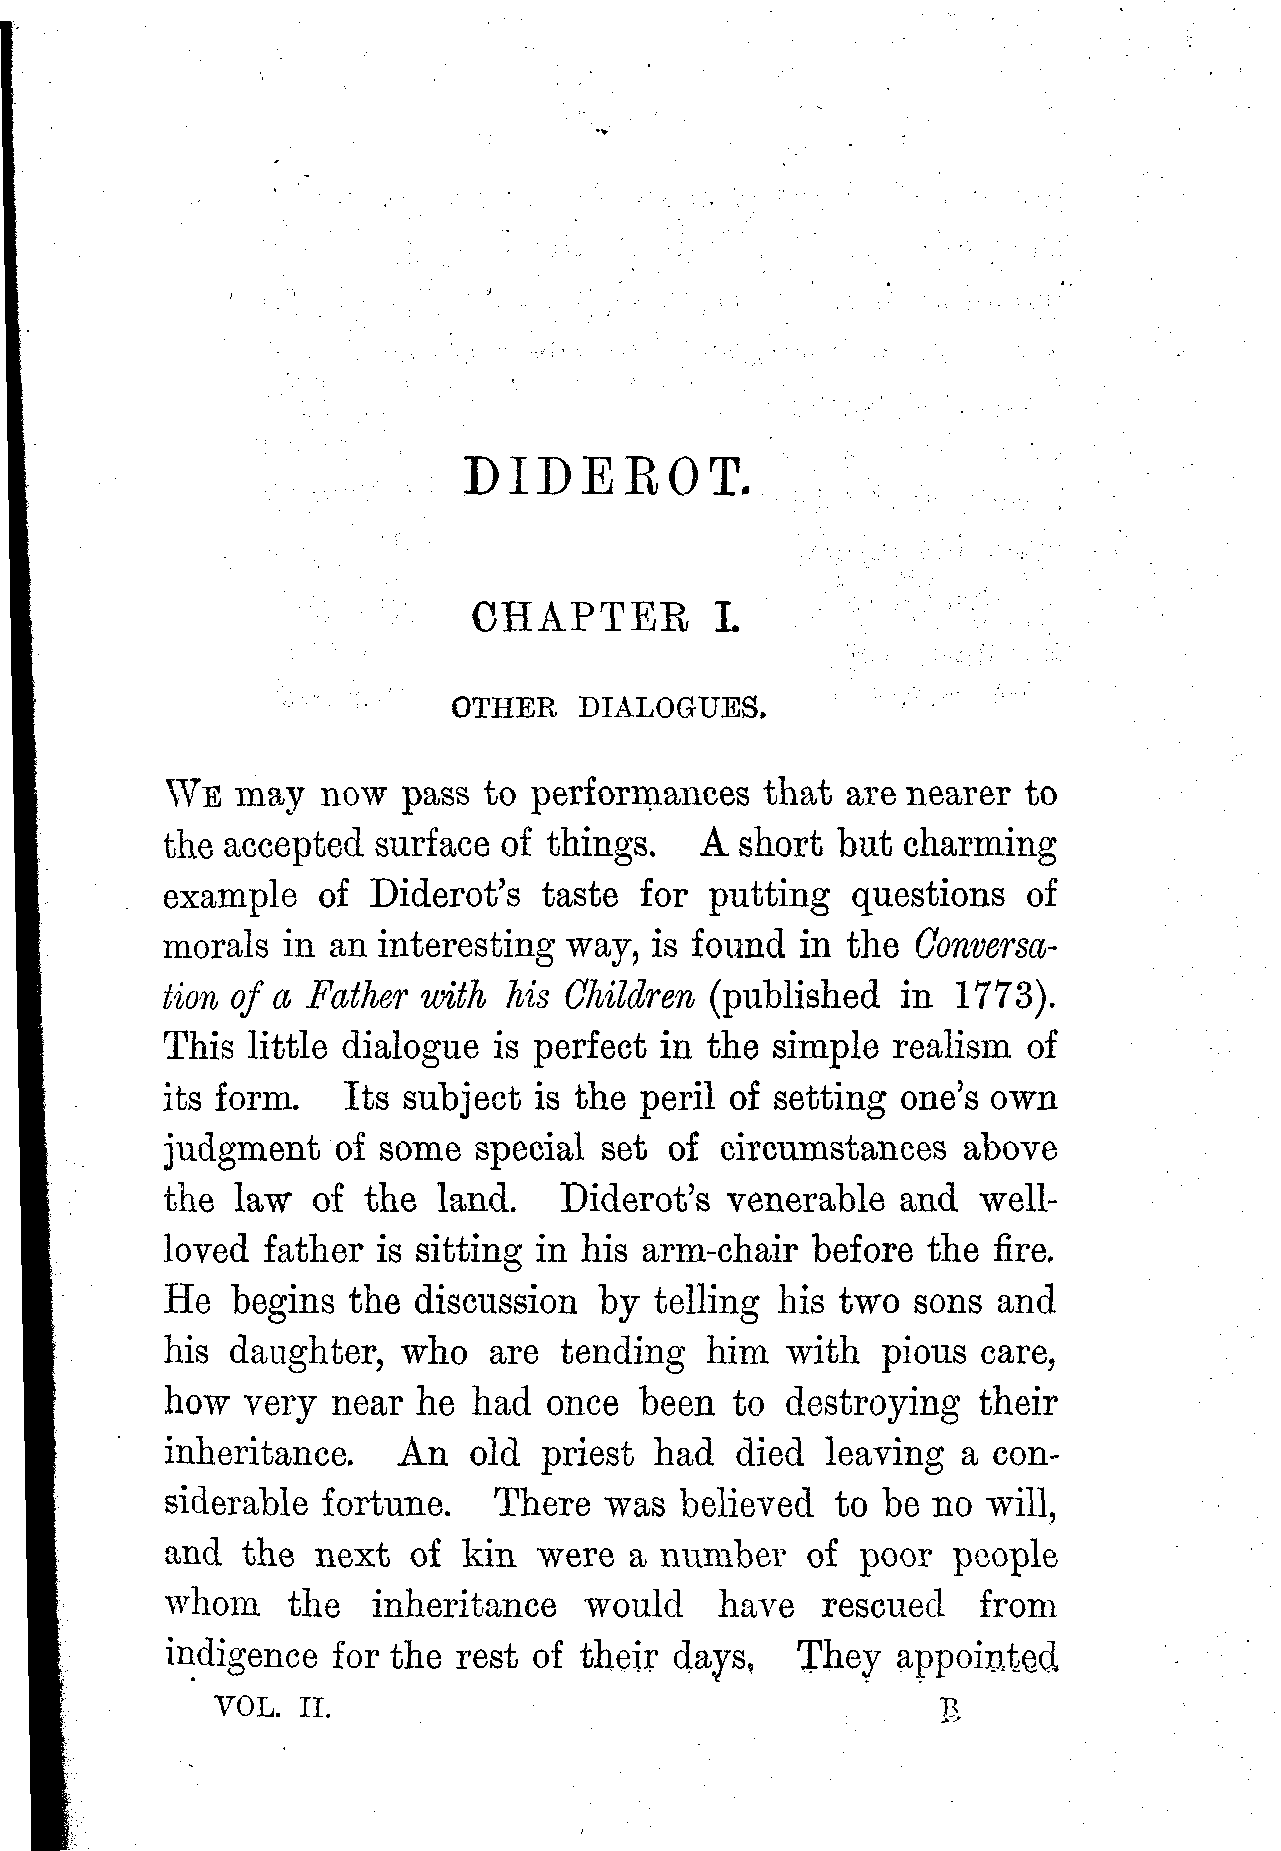 DIDEROT.
CHAPTER I.
OTHER DIALOGUES.
WE may now pass to performances that are nearer to
the accepted surface of things. A short but charming
example of Diderot's taste for putting questions of
morals in an interesting way, is found in the Conversa-
tion of a Father with his Children (published in 1773).
This little dialogue is perfect in the simple realism of
its form. Its subject is the peril of setting one's own
judgment of some special set of circumstances above
the law of the land. Diderot's venerable and well-
loved father is sitting in his arm-chair before the fire.
He begins the discussion by telling his two sons and
his daughter, who are tending him with pious care,
how very near he had once been to destroying their
inheritance. An old priest had died leaving a con-
siderable fortune. There was believed to be no will,
and the next of kin were a number of poor people
whom the inheritance would have rescued from
indigence for the rest of their days. They appointed
VOL. II. B